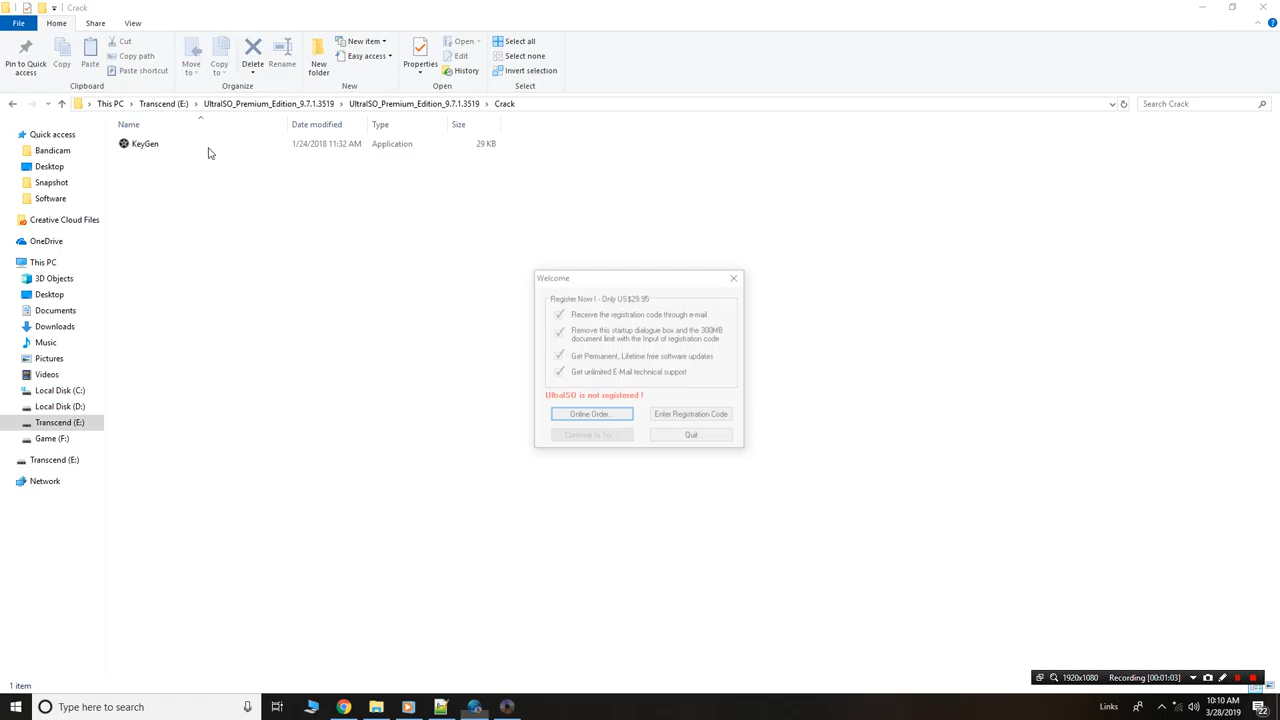 Crack
File Home Share View
Pin to Quick access
Copy
Paste
Cut
Copy path
Paste shortcut
Clipboard
Move to
Copy to
Delete
Rename
Organize
New folder
New item
Easy access
New
Properties
Open
Edit
History
Open
Select all
Select none
Invert selection
Select
This PC Transcend (E:) UltraISO_Premium_Edition_9.7.1.3519 UltraISO_Premium_Edition_9.7.1.3519 Crack
Search Crack
Name Date modified Type Size
KeyGen 1/24/2018 11:32 AM Application 29 KB
Quick access
Bandicam
Desktop
Snapshot
Software
Creative Cloud Files
OneDrive
This PC
3D Objects
Desktop
Documents
Downloads
Music
Pictures
Videos
Local Disk (C:)
Local Disk (D:)
Transcend (E:)
Game (F:)
Transcend (E:)
Network
Welcome
Register Now ! - Only US$29.95
Receive the registration code through e-mail
Remove this startup dialogue box and the 300MB
document limit with the Input of registration code
Get Permanent, Lifetime free software updates
Get unlimited E-Mail technical support
UltraISO is not registered !
Online Order... Enter Registration Code
Continue to Try... Quit
1920x1080 Recording [00:01:03]
1 item
Type here to search
Links
10:10 AM
3/28/2019
22